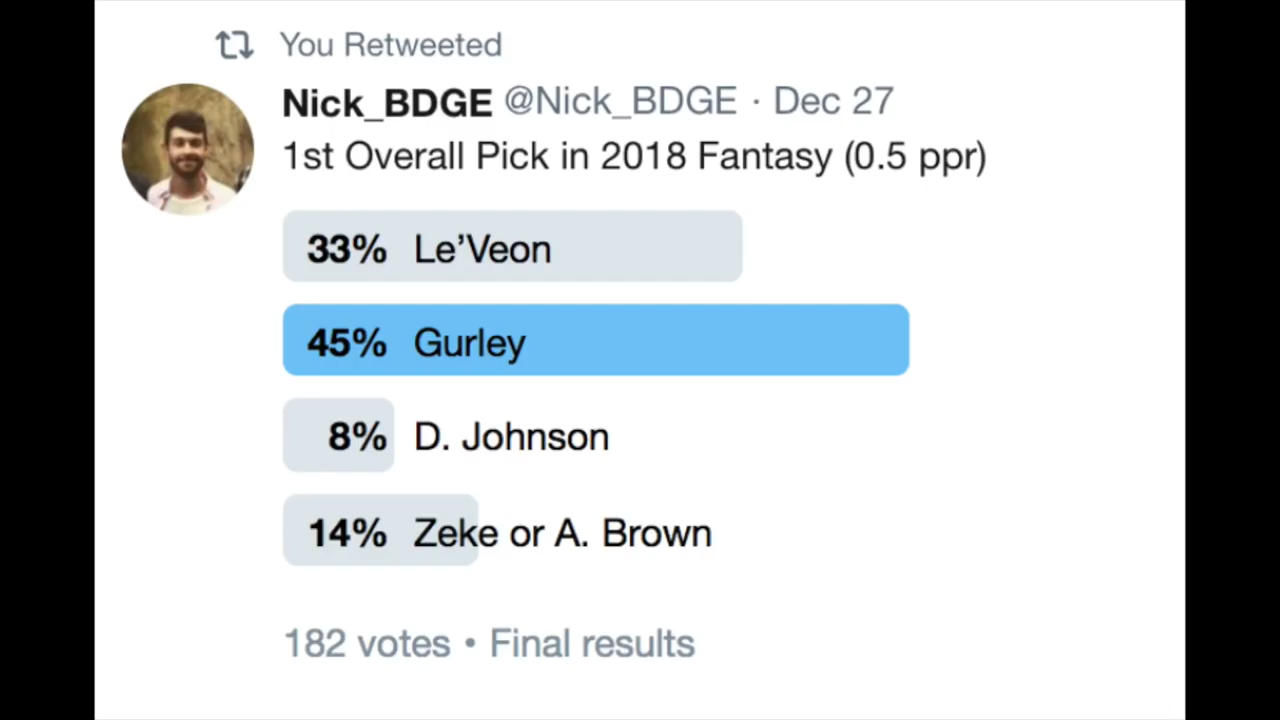 You Retweeted
Nick_BDGE @Nick_BDGE · Dec 27
1st Overall Pick in 2018 Fantasy (0.5 ppr)
33% Le’Veon
45% Gurley
8% D. Johnson
14% Zeke or A. Brown
182 votes • Final results